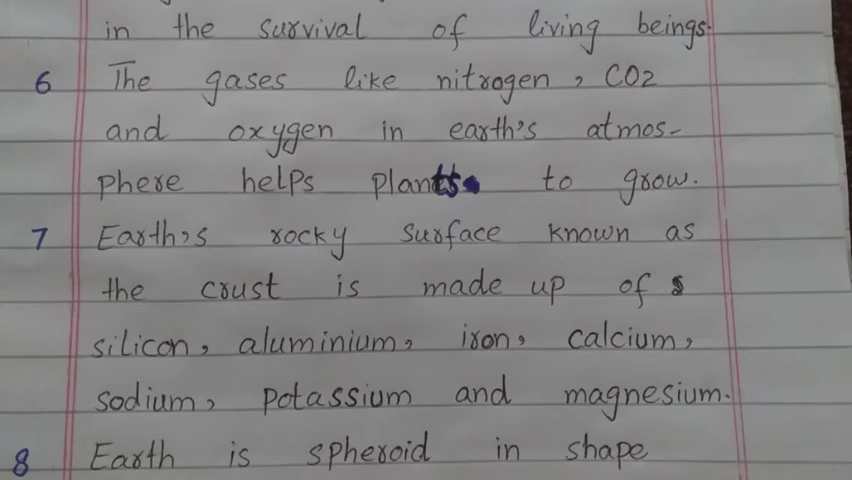 in the survival of living beings.
6 The gases like nitrogen, CO2
and oxygen in earth's atmos-
phere helps plants to grow.
7 Earth's rocky surface known as
the crust is made up of s
silicon, aluminium, iron, calcium,
sodium, potassium and magnesium.
8 Earth is spheroid in shape